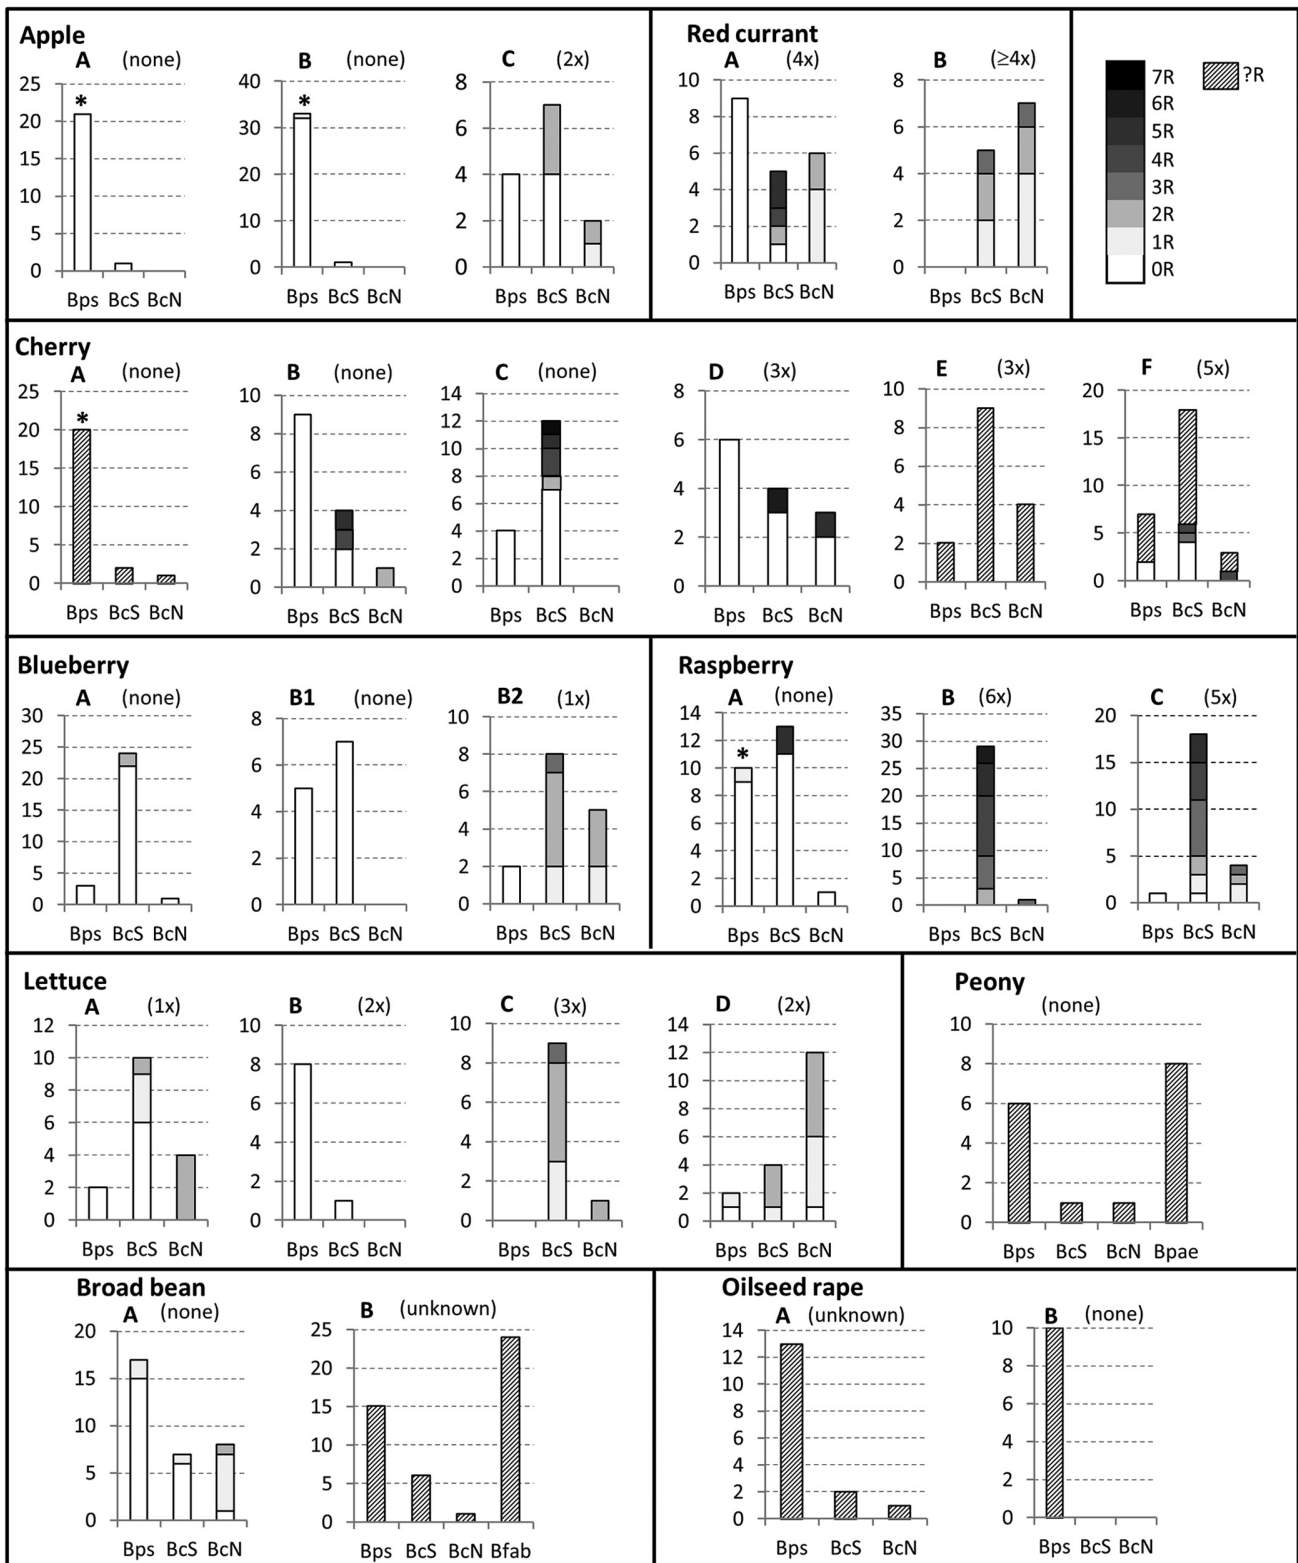 Apple
A (none)
25
20
15
10
5
0
*
Bps BcS BcN
B (none)
40
30
20
10
0
*
Bps BcS BcN
C (2x)
8
6
4
2
0
Bps BcS BcN
Red currant
A (4x)
10
8
6
4
2
0
Bps BcS BcN
B (≥4x)
8
6
4
2
0
Bps BcS BcN
7R
6R
5R
4R
3R
2R
1R
0R
?R
Cherry
A (none)
25
20
15
10
5
0
*
Bps BcS BcN
B (none)
10
8
6
4
2
0
Bps BcS BcN
C (none)
14
12
10
8
6
4
2
0
Bps BcS BcN
D (3x)
8
6
4
2
0
Bps BcS BcN
E (3x)
10
8
6
4
2
0
Bps BcS BcN
F (5x)
20
15
10
5
0
Bps BcS BcN
Blueberry
A (none)
30
25
20
15
10
5
0
Bps BcS BcN
B1 (none)
8
6
4
2
0
Bps BcS BcN
B2 (1x)
10
8
6
4
2
0
Bps BcS BcN
Raspberry
A (none)
14
12
10
8
6
4
2
0
*
Bps BcS BcN
B (6x)
35
30
25
20
15
10
5
0
Bps BcS BcN
C (5x)
20
15
10
5
0
Bps BcS BcN
Lettuce
A (1x)
12
10
8
6
4
2
0
Bps BcS BcN
B (2x)
10
8
6
4
2
0
Bps BcS BcN
C (3x)
10
8
6
4
2
0
Bps BcS BcN
D (2x)
14
12
10
8
6
4
2
0
Bps BcS BcN
Peony
(none)
10
8
6
4
2
0
Bps BcS BcN Bpae
Broad bean
A (none)
20
15
10
5
0
Bps BcS BcN
B (unknown)
25
20
15
10
5
0
Bps BcS BcN Bfab
Oilseed rape
A (unknown)
14
12
10
8
6
4
2
0
Bps BcS BcN
B (none)
10
8
6
4
2
0
Bps BcS BcN